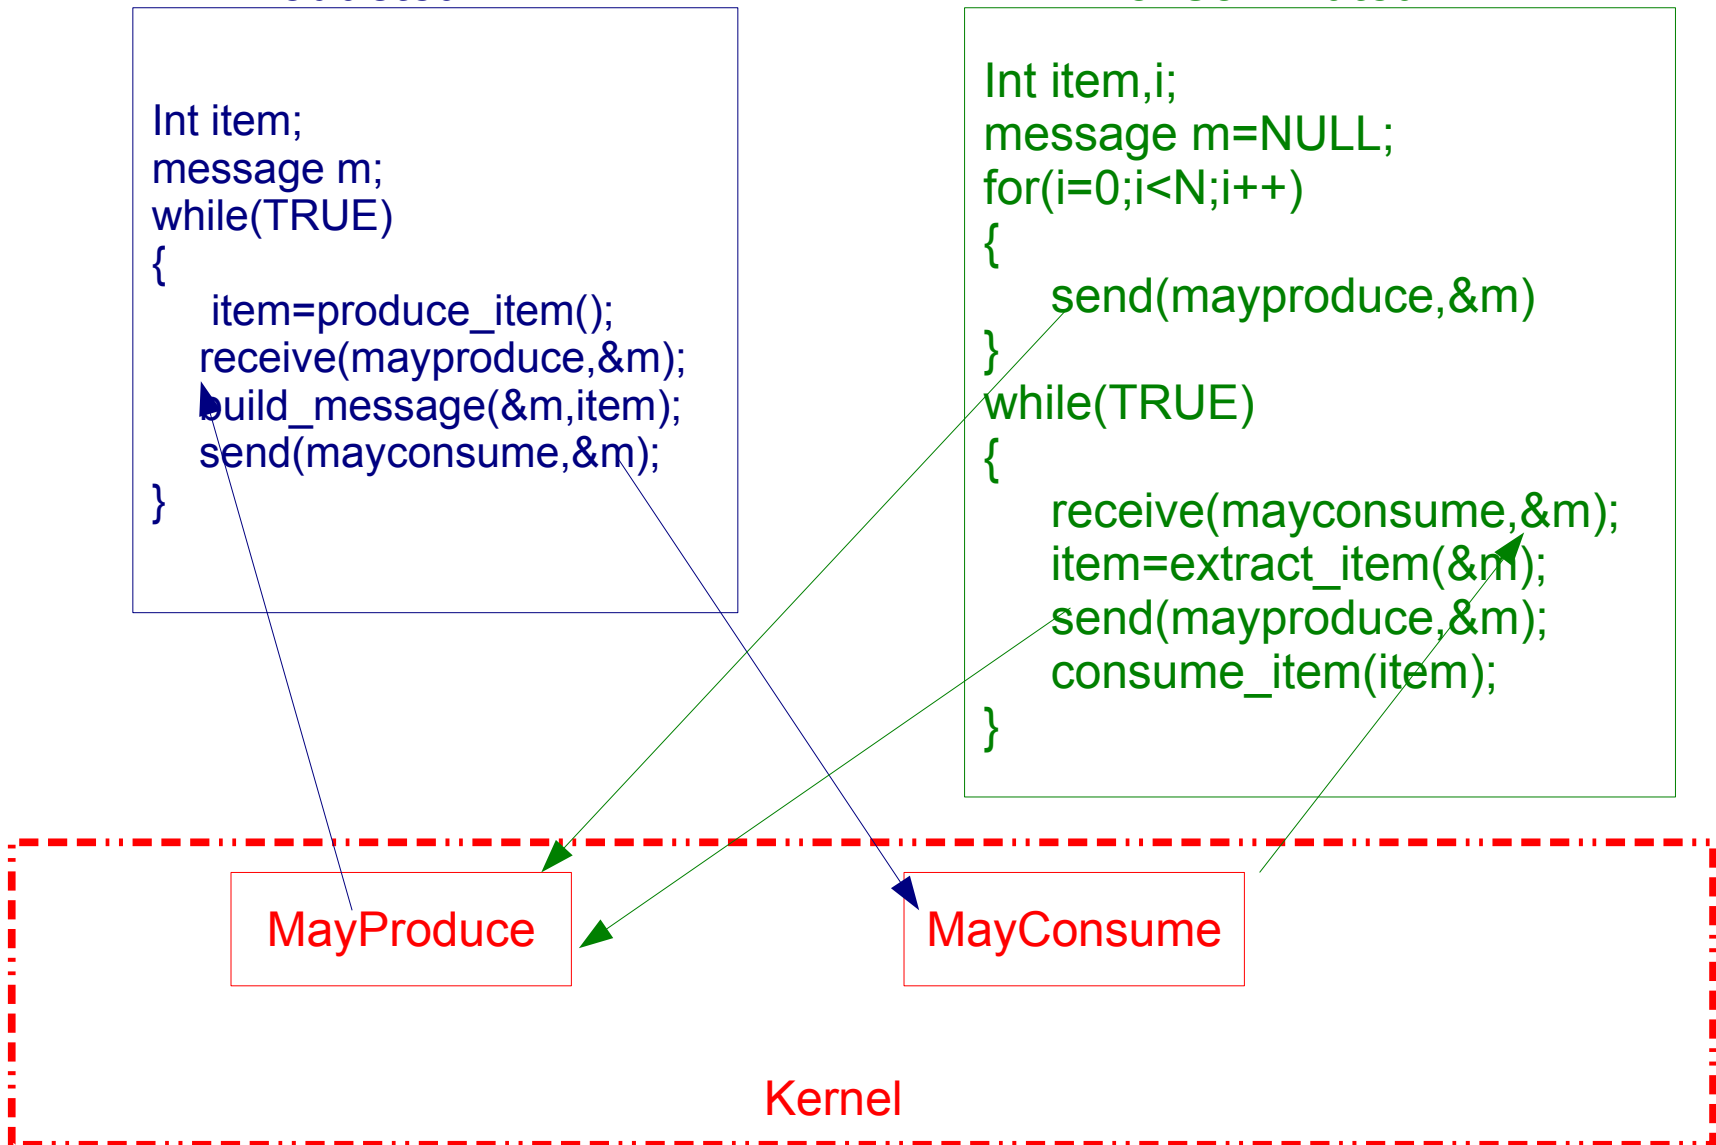 Int item;
message m;
while(TRUE)
{
item=produce_item();
receive(mayproduce,&m);
build_message(&m,item);
send(mayconsume,&m);
}
Int item,i;
message m=NULL;
for(i=0;i<N;i++)
{
send(mayproduce,&m)
}
while(TRUE)
{
receive(mayconsume,&m);
item=extract_item(&m);
send(mayproduce,&m);
consume_item(item);
}
MayProduce
MayConsume
Kernel